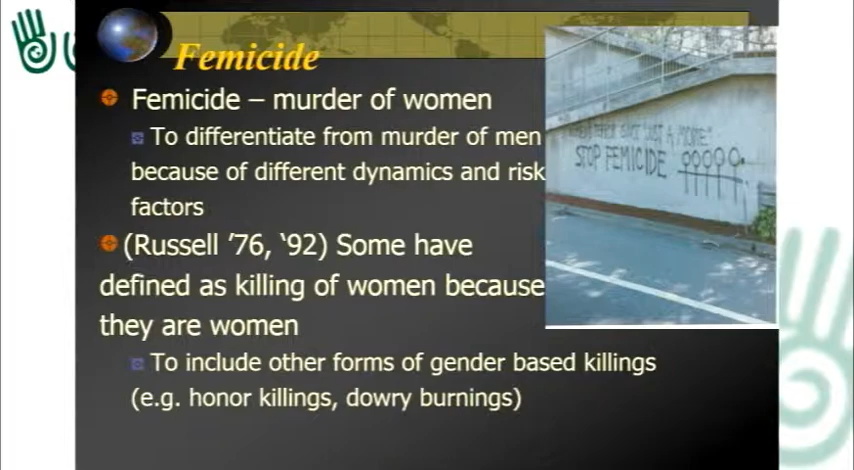 Femicide
Femicide – murder of women
To differentiate from murder of men
because of different dynamics and risk
factors
(Russell '76, '92) Some have
defined as killing of women because
they are women
To include other forms of gender based killings
(e.g. honor killings, dowry burnings)
JUST A MOVIE"
STOP FEMICIDE